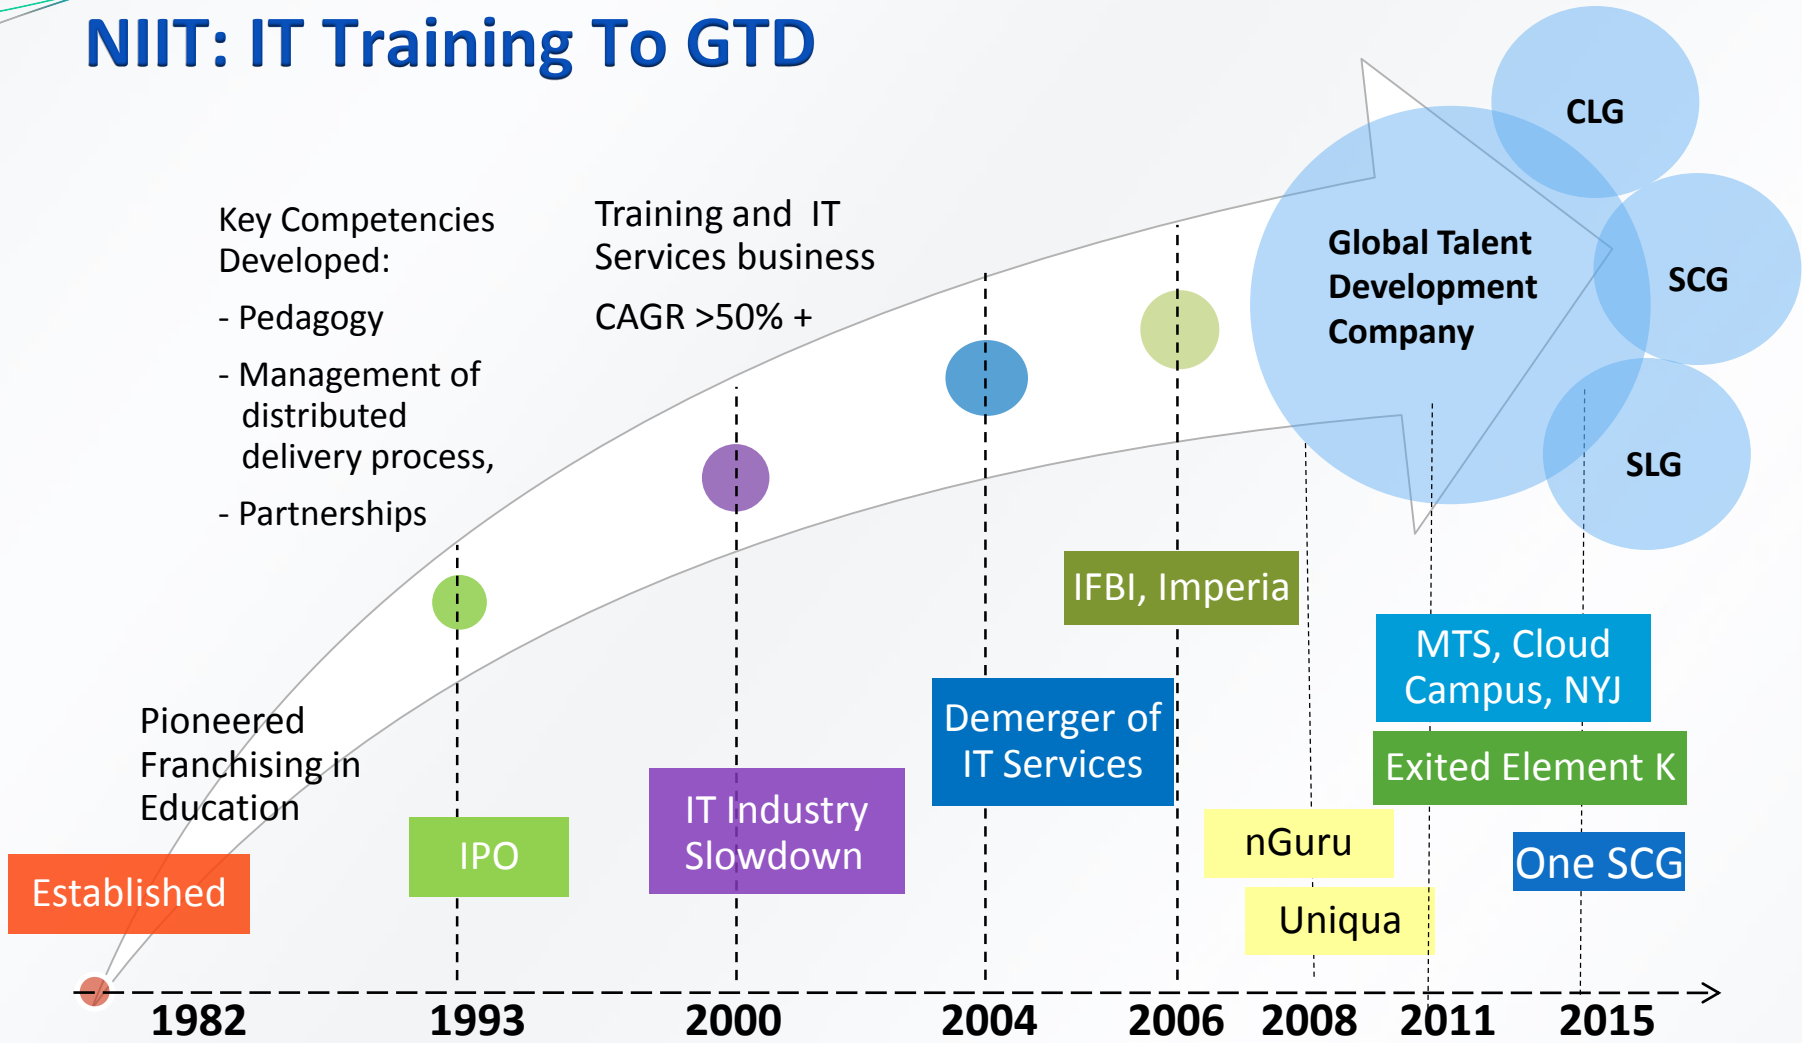 NIIT: IT Training To GTD
CLG
SCG
SLG
Global Talent
Development
Company
Key Competencies
Developed:
- Pedagogy
- Management of
distributed
delivery process,
- Partnerships
Training and IT
Services business
CAGR >50% +
Pioneered
Franchising in
Education
Established
IPO
IT Industry
Slowdown
Demerger of
IT Services
IFBI, Imperia
nGuru
Uniqua
MTS, Cloud
Campus, NYJ
Exited Element K
One SCG
1982 1993 2000 2004 2006 2008 2011 2015